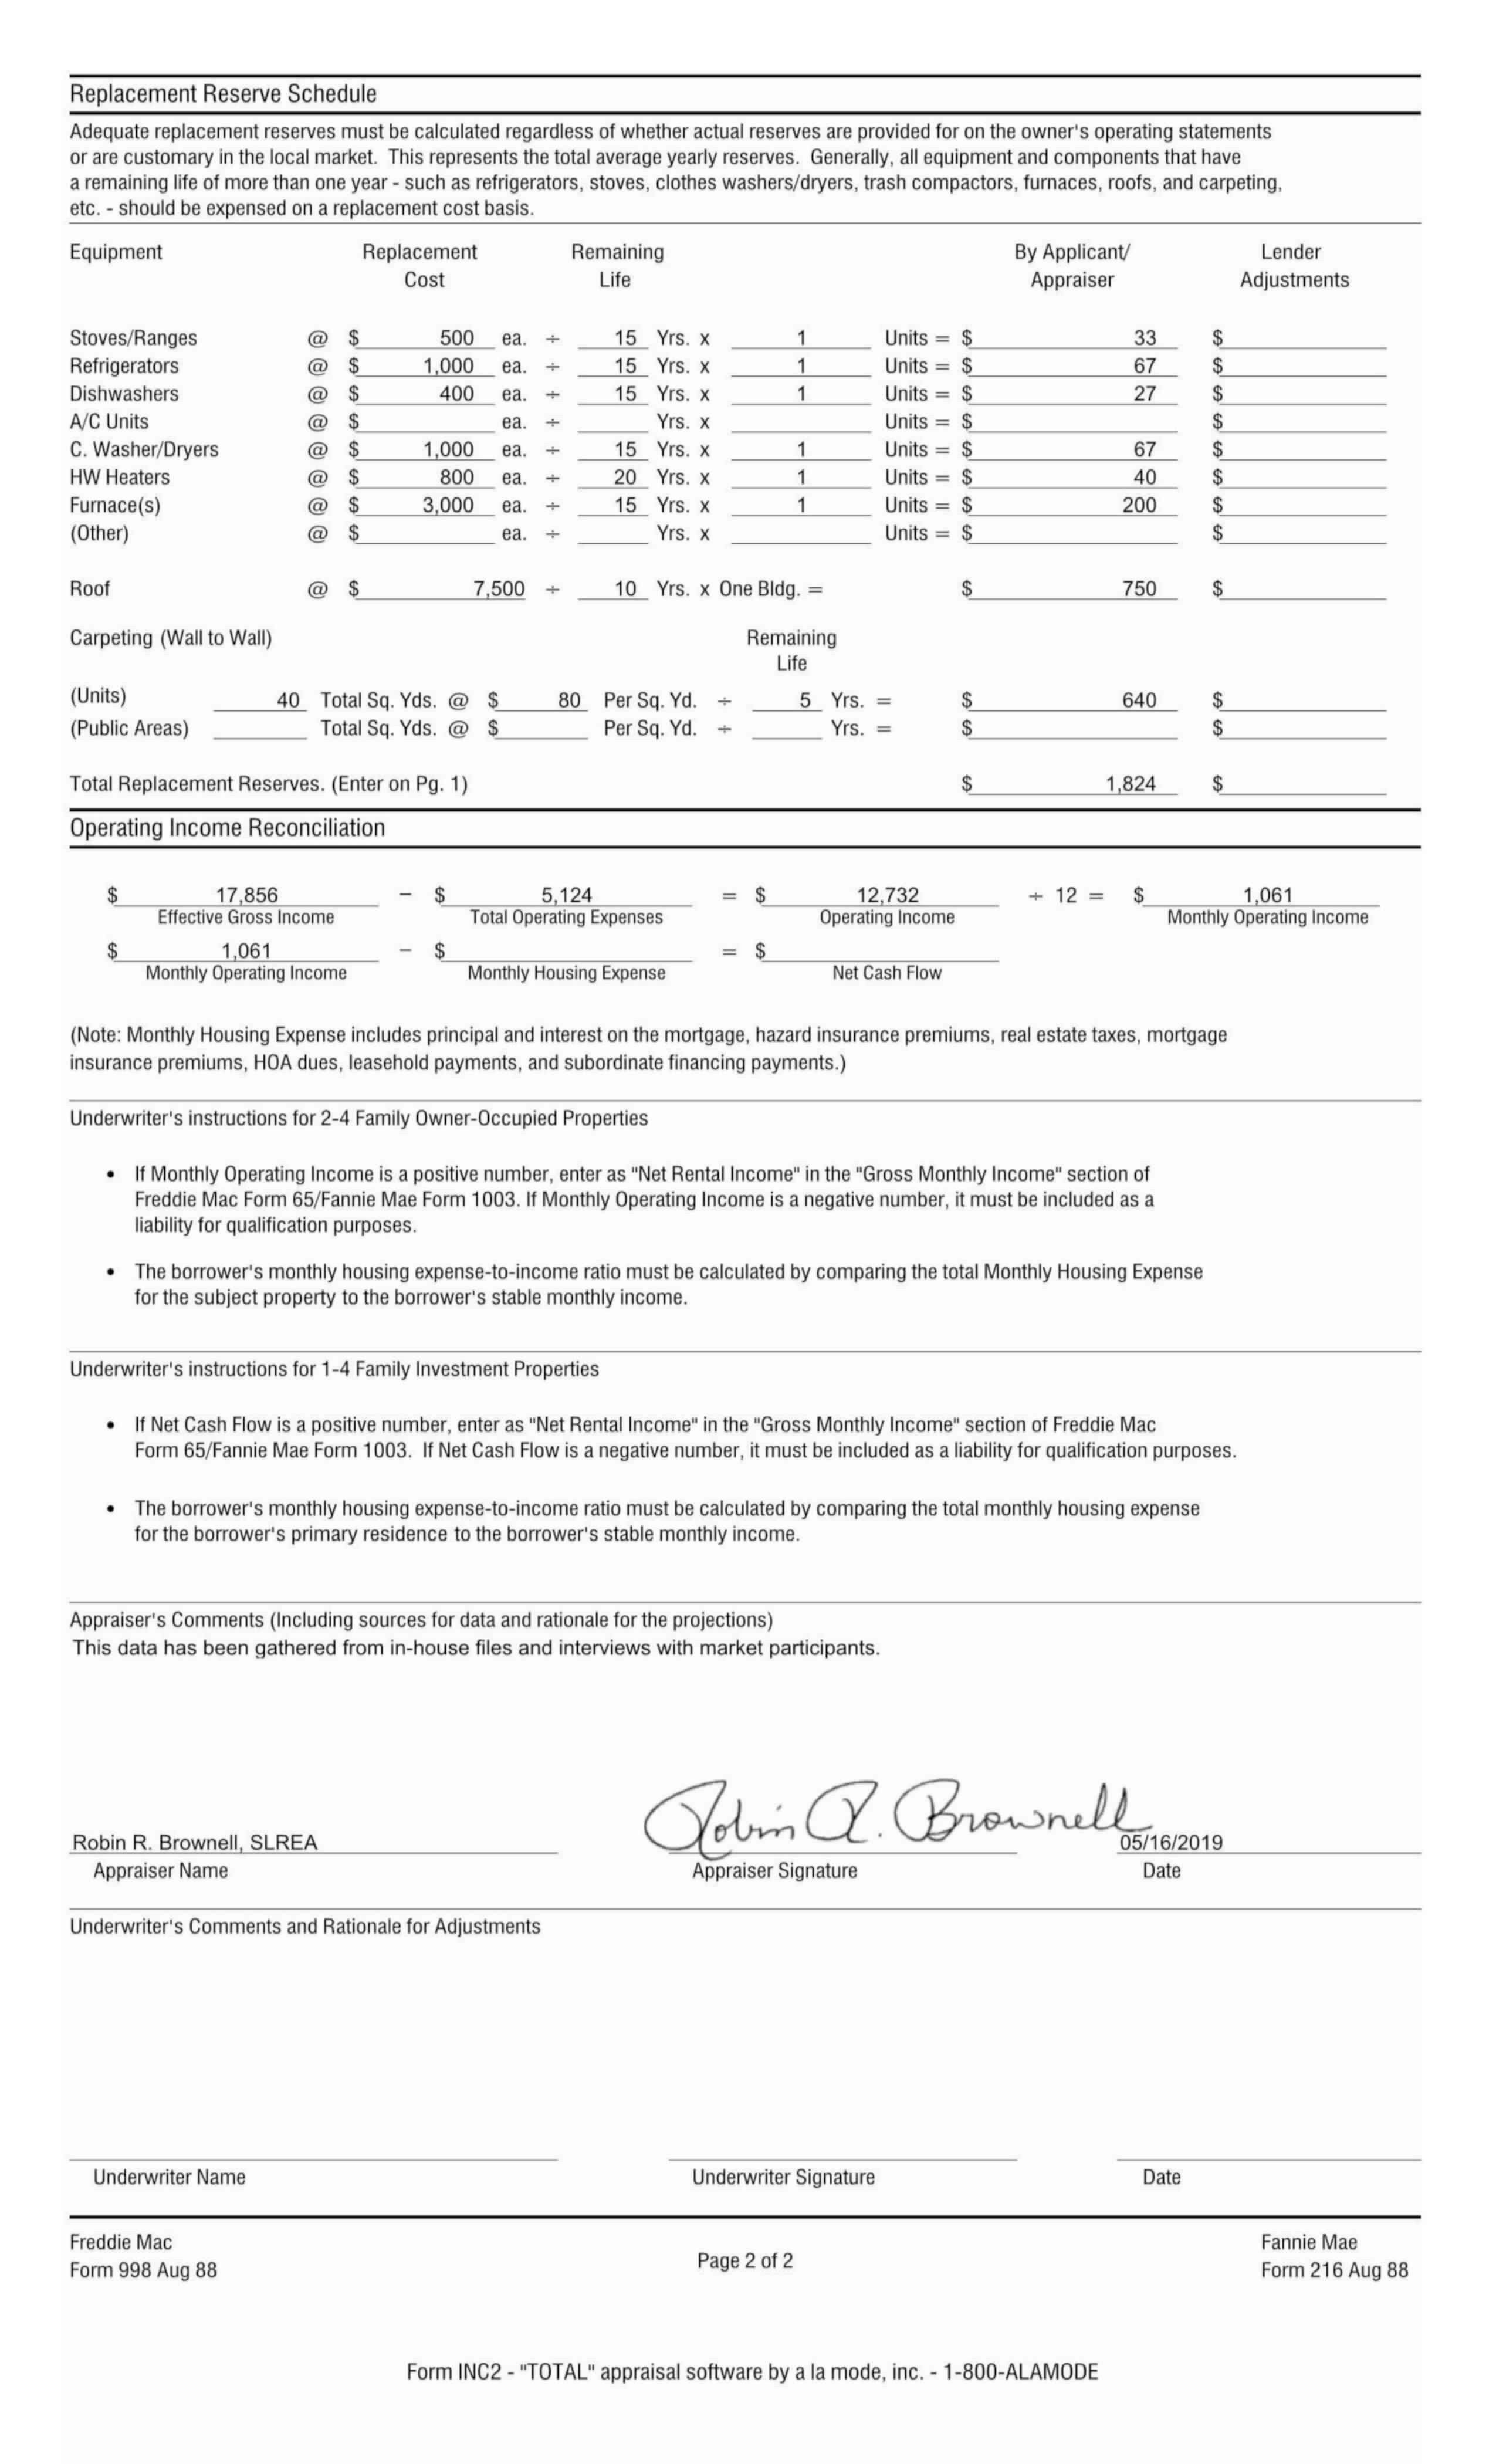 Replacement Reserve Schedule
Adequate replacement reserves must be calculated regardless of whether actual reserves are provided for on the owner's operating statements
or are customary in the local market. This represents the total average yearly reserves. Generally, all equipment and components that have
a remaining life of more than one year - such as refrigerators, stoves, clothes washers/dryers, trash compactors, furnaces, roofs, and carpeting,
etc. - should be expensed on a replacement cost basis.
Equipment Replacement Remaining By Applicant/ Lender
Cost Life Appraiser Adjustments
Stoves/Ranges @ $ 500 ea. ÷ 15 Yrs. x 1 Units = $ 33 $
Refrigerators @ $ 1,000 ea. ÷ 15 Yrs. x 1 Units = $ 67 $
Dishwashers @ $ 400 ea. ÷ 15 Yrs. x 1 Units = $ 27 $
A/C Units @ $ ea. ÷ Yrs. x Units = $ $
C. Washer/Dryers @ $ 1,000 ea. ÷ 15 Yrs. x 1 Units = $ 67 $
HW Heaters @ $ 800 ea. ÷ 20 Yrs. x 1 Units = $ 40 $
Furnace(s) @ $ 3,000 ea. ÷ 15 Yrs. x 1 Units = $ 200 $
(Other) @ $ ea. ÷ Yrs. x Units = $ $
Roof @ $ 7,500 ÷ 10 Yrs. x One Bldg. = $ 750 $
Carpeting (Wall to Wall) Remaining
Life
(Units) 40 Total Sq. Yds. @ $ 80 Per Sq. Yd. ÷ 5 Yrs. = $ 640 $
(Public Areas) Total Sq. Yds. @ $ Per Sq. Yd. ÷ Yrs. = $ $
Total Replacement Reserves. (Enter on Pg. 1) $ 1,824 $
Operating Income Reconciliation
$ 17,856 − $ 5,124 = $ 12,732 ÷ 12 = $ 1,061
Effective Gross Income Total Operating Expenses Operating Income Monthly Operating Income
$ 1,061 − $ = $
Monthly Operating Income Monthly Housing Expense Net Cash Flow
(Note: Monthly Housing Expense includes principal and interest on the mortgage, hazard insurance premiums, real estate taxes, mortgage
insurance premiums, HOA dues, leasehold payments, and subordinate financing payments.)
Underwriter's instructions for 2-4 Family Owner-Occupied Properties
• If Monthly Operating Income is a positive number, enter as "Net Rental Income" in the "Gross Monthly Income" section of
Freddie Mac Form 65/Fannie Mae Form 1003. If Monthly Operating Income is a negative number, it must be included as a
liability for qualification purposes.
• The borrower's monthly housing expense-to-income ratio must be calculated by comparing the total Monthly Housing Expense
for the subject property to the borrower's stable monthly income.
Underwriter's instructions for 1-4 Family Investment Properties
• If Net Cash Flow is a positive number, enter as "Net Rental Income" in the "Gross Monthly Income" section of Freddie Mac
Form 65/Fannie Mae Form 1003. If Net Cash Flow is a negative number, it must be included as a liability for qualification purposes.
• The borrower's monthly housing expense-to-income ratio must be calculated by comparing the total monthly housing expense
for the borrower's primary residence to the borrower's stable monthly income.
Appraiser's Comments (Including sources for data and rationale for the projections)
This data has been gathered from in-house files and interviews with market participants.
Robin R. Brownell
Robin R. Brownell, SLREA 05/16/2019
Appraiser Name Appraiser Signature Date
Underwriter's Comments and Rationale for Adjustments
Underwriter Name Underwriter Signature Date
Freddie Mac Fannie Mae
Form 998 Aug 88 Page 2 of 2 Form 216 Aug 88
Form INC2 - "TOTAL" appraisal software by a la mode, inc. - 1-800-ALAMODE